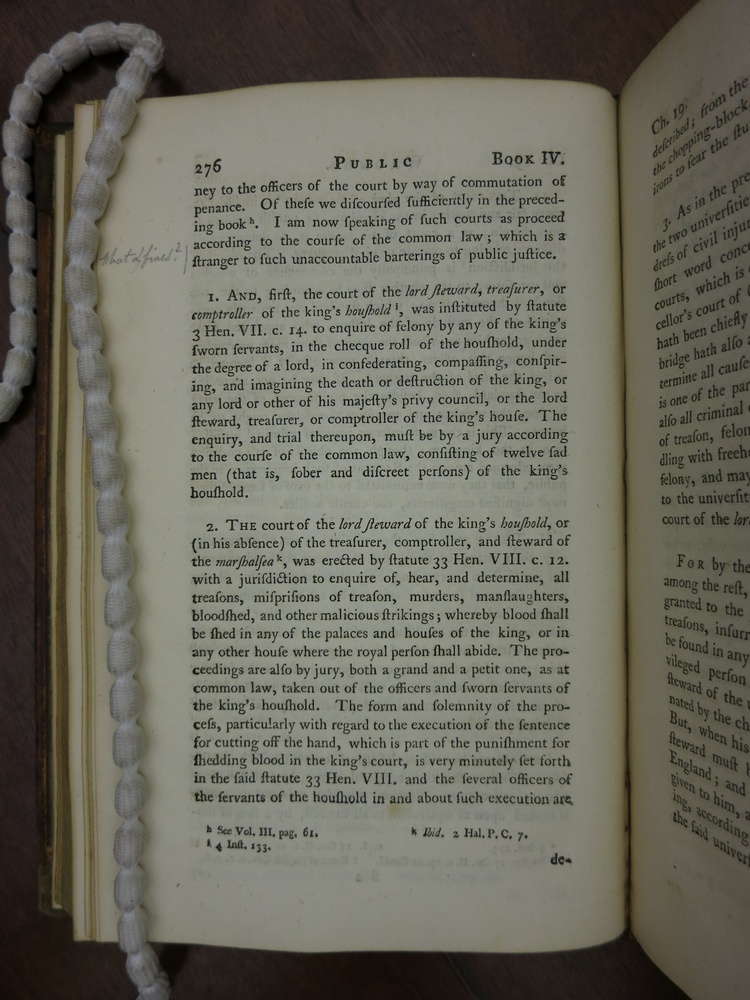 276 PUBLIC BOOK IV.
ney to the officers of the court by way of commutation of
penance. Of theſe we diſcourſed ſufficiently in the preced-
ing book h. I am now ſpeaking of ſuch courts as proceed
according to the courſe of the common law; which is a
ſtranger to ſuch unaccountable barterings of public juſtice.
what of fines?
1. AND, firſt, the court of the lord ſteward, treaſurer, or
comptroller of the king's houſhold i, was inſtituted by ſtatute
3 Hen. VII. c. 14. to enquire of felony by any of the king's
ſworn ſervants, in the checque roll of the houſhold, under
the degree of a lord, in confederating, compaſſing, conſpir-
ing, and imagining the death or deſtruction of the king, or
any lord or other of his majeſty's privy council, or the lord
ſteward, treaſurer, or comptroller of the king's houſe. The
enquiry, and trial thereupon, muſt be by a jury according
to the courſe of the common law, conſiſting of twelve ſad
men (that is, ſober and diſcreet perſons) of the king's
houſhold.
2. THE court of the lord ſteward of the king's houſhold, or
(in his abſence) of the treaſurer, comptroller, and ſteward of
the marſhalſea k, was erected by ſtatute 33 Hen. VIII. c. 12.
with a juriſdiction to enquire of, hear, and determine, all
treaſons, miſpriſions of treaſon, murders, manſlaughters,
bloodſhed, and other malicious ſtrikings; whereby blood ſhall
be ſhed in any of the palaces and houſes of the king, or in
any other houſe where the royal perſon ſhall abide. The pro-
ceedings are alſo by jury, both a grand and a petit one, as at
common law, taken out of the officers and ſworn ſervants of
the king's houſhold. The form and ſolemnity of the pro-
ceſs, particularly with regard to the execution of the ſentence
for cutting off the hand, which is part of the puniſhment for
ſhedding blood in the king's court, is very minutely ſet forth
in the ſaid ſtatute 33 Hen. VIII. and the ſeveral officers of
the ſervants of the houſhold in and about ſuch execution are
h See Vol. III. pag. 61. k Ibid. 2 Hal. P. C. 7.
i 4 Inſt. 133.
de-
Ch. 19.
deſcribed; from the
the chopping-block
irons to ſear the ſtu
3. As in the pre
the two univerſitie
dreſs of civil injur
ſhort word conc
courts, which is
cellor's court of
hath been chiefly
bridge hath alſo
termine all cauſe
is one of the par
alſo all criminal
of treaſon, felon
dling with freeh
felony, and may
to the univerſit
court of the lor
FOR by the
among the reſt,
granted to the
treaſons, inſurr
be found in any
vileged perſon
ſteward of the
nated by the ch
But, when his
ſteward muſt
England; and
given to him,
ing, according
the ſaid univer